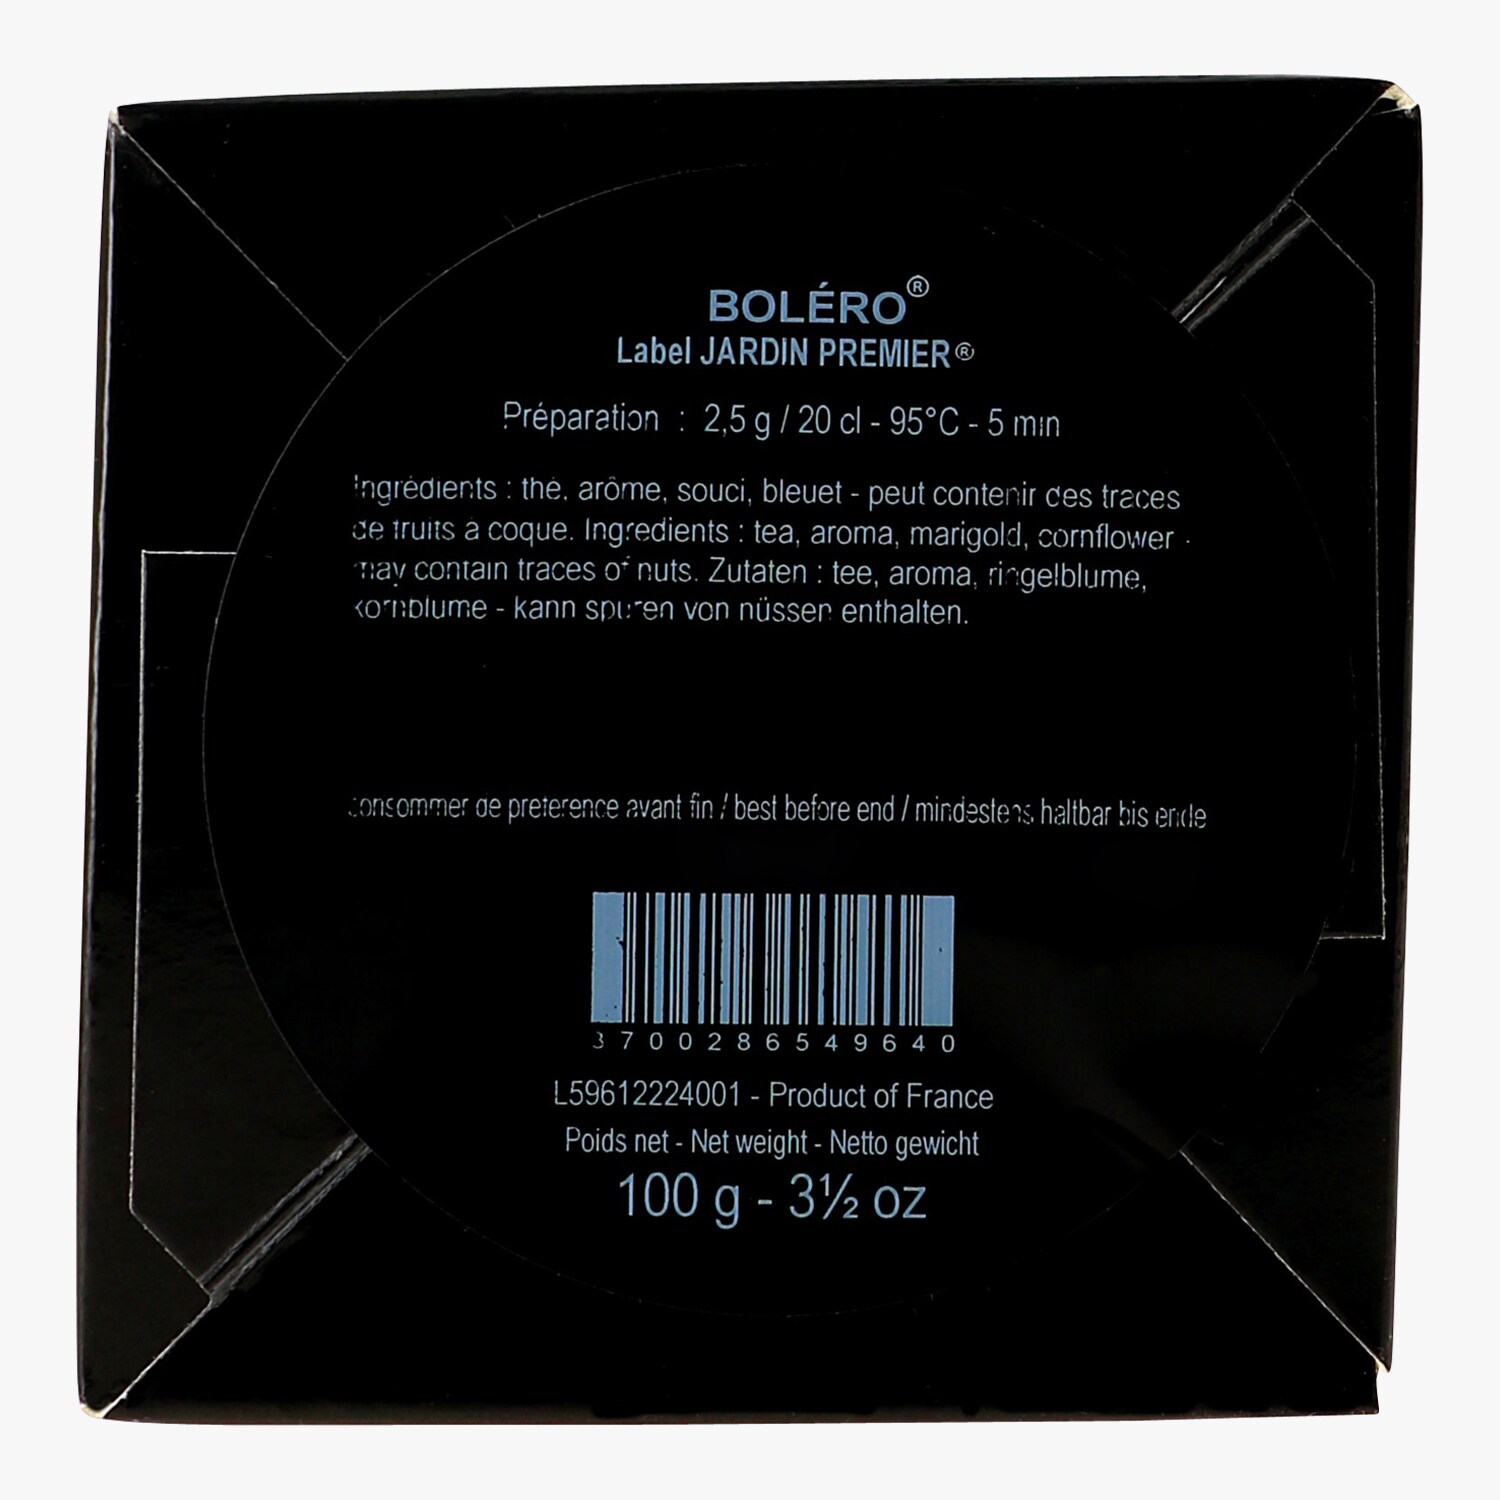 BOLÉRO®
Label JARDIN PREMIER®
Préparation : 2,5 g / 20 cl - 95°C - 5 min
Ingrédients : thé, arôme, souci, bleuet - peut contenir des traces
de fruits à coque. Ingredients : tea, aroma, marigold, cornflower -
may contain traces of nuts. Zutaten : tee, aroma, ringelblume,
kornblume - kann spuren von nüssen enthalten.
consommer de preference avant fin / best before end / mindestens haltbar bis ende
3700286549640
L59612224001 - Product of France
Poids net - Net weight - Netto gewicht
100 g - 3½ oz